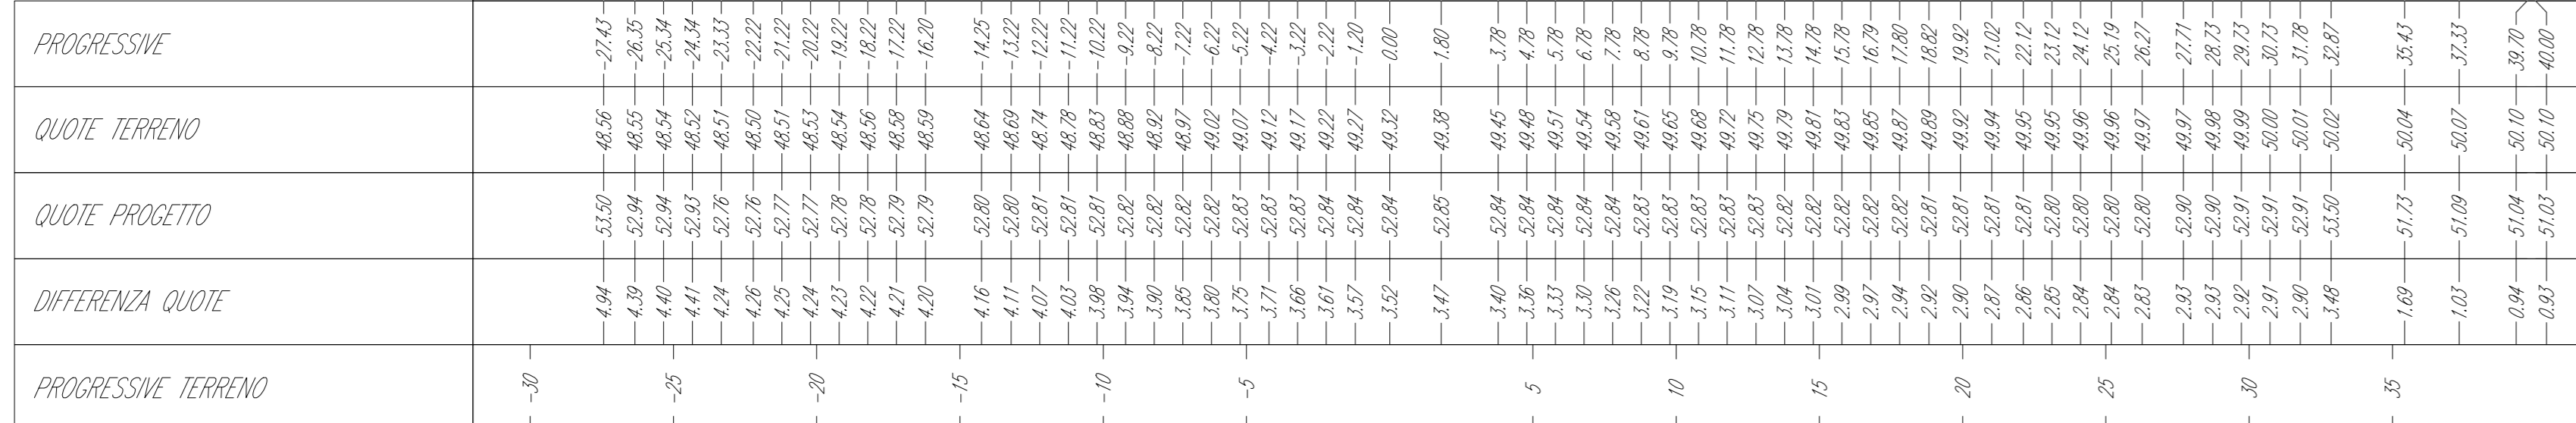 PROGRESSIVE -27.43 -26.35 -25.34 -24.34 -23.33 -22.22 -21.22 -20.22 -19.22 -18.22 -17.22 -16.20 -14.25 -13.22 -12.22 -11.22 -10.22 -9.22 -8.22 -7.22 -6.22 -5.22 -4.22 -3.22 -2.22 -1.20 0.00 1.80 3.78 4.78 5.78 6.78 7.78 8.78 9.78 10.78 11.78 12.78 13.78 14.78 15.78 16.79 17.80 18.82 19.92 21.02 22.12 23.12 24.12 25.19 26.27 27.71 28.73 29.73 30.73 31.78 32.87 35.43 37.33 39.70 40.00
QUOTE TERRENO 48.56 48.55 48.54 48.52 48.51 48.50 48.51 48.53 48.54 48.56 48.58 48.59 48.64 48.69 48.74 48.78 48.83 48.88 48.92 48.97 49.02 49.07 49.12 49.17 49.22 49.27 49.32 49.38 49.45 49.48 49.51 49.54 49.58 49.61 49.65 49.68 49.72 49.75 49.79 49.81 49.83 49.85 49.87 49.89 49.92 49.94 49.95 49.95 49.96 49.96 49.97 49.97 49.98 49.99 50.00 50.01 50.02 50.04 50.07 50.10 50.10
QUOTE PROGETTO 53.50 52.94 52.94 52.93 52.76 52.76 52.77 52.77 52.78 52.78 52.79 52.79 52.80 52.80 52.81 52.81 52.81 52.82 52.82 52.82 52.82 52.83 52.83 52.83 52.84 52.84 52.84 52.85 52.84 52.84 52.84 52.84 52.84 52.83 52.83 52.83 52.83 52.83 52.82 52.82 52.82 52.82 52.82 52.81 52.81 52.81 52.81 52.80 52.80 52.80 52.80 52.90 52.90 52.91 52.91 52.91 53.50 51.73 51.09 51.04 51.03
DIFFERENZA QUOTE 4.94 4.39 4.40 4.41 4.24 4.26 4.25 4.24 4.23 4.22 4.21 4.20 4.16 4.11 4.07 4.03 3.98 3.94 3.90 3.85 3.80 3.75 3.71 3.66 3.61 3.57 3.52 3.47 3.40 3.36 3.33 3.30 3.26 3.22 3.19 3.15 3.11 3.07 3.04 3.01 2.99 2.97 2.94 2.92 2.90 2.87 2.86 2.85 2.84 2.84 2.83 2.93 2.93 2.92 2.91 2.90 3.48 1.69 1.03 0.94 0.93
PROGRESSIVE TERRENO -30 -25 -20 -15 -10 -5 5 10 15 20 25 30 35